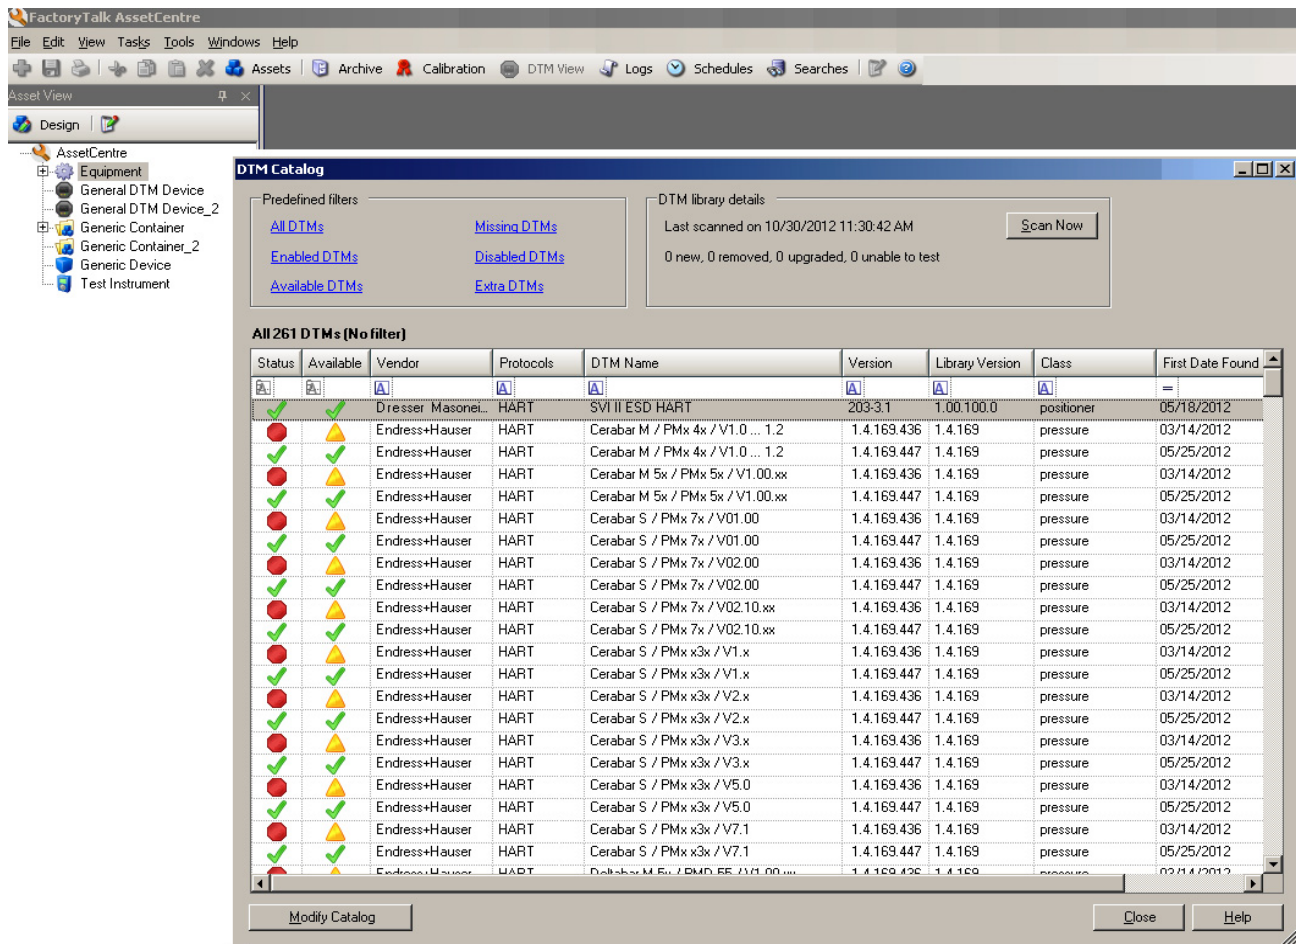 FactoryTalk AssetCentre
File Edit View Tasks Tools Windows Help
Assets Archive Calibration DTM View Logs Schedules Searches
Asset View
Design
AssetCentre
Equipment
General DTM Device
General DTM Device_2
Generic Container
Generic Container_2
Generic Device
Test Instrument
DTM Catalog
Predefined filters
All DTMs Missing DTMs
Enabled DTMs Disabled DTMs
Available DTMs Extra DTMs
DTM library details
Last scanned on 10/30/2012 11:30:42 AM Scan Now
0 new, 0 removed, 0 upgraded, 0 unable to test
All 261 DTMs (No filter)
Status Available Vendor Protocols DTM Name Version Library Version Class First Date Found
A A A A A A A A =
Dresser Masonei... HART SVI II ESD HART 203-3.1 1.00.100.0 positioner 05/18/2012
Endress+Hauser HART Cerabar M / PMx 4x / V1.0 ... 1.2 1.4.169.436 1.4.169 pressure 03/14/2012
Endress+Hauser HART Cerabar M / PMx 4x / V1.0 ... 1.2 1.4.169.447 1.4.169 pressure 05/25/2012
Endress+Hauser HART Cerabar M 5x / PMx 5x / V1.00.xx 1.4.169.436 1.4.169 pressure 03/14/2012
Endress+Hauser HART Cerabar M 5x / PMx 5x / V1.00.xx 1.4.169.447 1.4.169 pressure 05/25/2012
Endress+Hauser HART Cerabar S / PMx 7x / V01.00 1.4.169.436 1.4.169 pressure 03/14/2012
Endress+Hauser HART Cerabar S / PMx 7x / V01.00 1.4.169.447 1.4.169 pressure 05/25/2012
Endress+Hauser HART Cerabar S / PMx 7x / V02.00 1.4.169.436 1.4.169 pressure 03/14/2012
Endress+Hauser HART Cerabar S / PMx 7x / V02.00 1.4.169.447 1.4.169 pressure 05/25/2012
Endress+Hauser HART Cerabar S / PMx 7x / V02.10.xx 1.4.169.436 1.4.169 pressure 03/14/2012
Endress+Hauser HART Cerabar S / PMx 7x / V02.10.xx 1.4.169.447 1.4.169 pressure 05/25/2012
Endress+Hauser HART Cerabar S / PMx x3x / V1.x 1.4.169.436 1.4.169 pressure 03/14/2012
Endress+Hauser HART Cerabar S / PMx x3x / V1.x 1.4.169.447 1.4.169 pressure 05/25/2012
Endress+Hauser HART Cerabar S / PMx x3x / V2.x 1.4.169.436 1.4.169 pressure 03/14/2012
Endress+Hauser HART Cerabar S / PMx x3x / V2.x 1.4.169.447 1.4.169 pressure 05/25/2012
Endress+Hauser HART Cerabar S / PMx x3x / V3.x 1.4.169.436 1.4.169 pressure 03/14/2012
Endress+Hauser HART Cerabar S / PMx x3x / V3.x 1.4.169.447 1.4.169 pressure 05/25/2012
Endress+Hauser HART Cerabar S / PMx x3x / V5.0 1.4.169.436 1.4.169 pressure 03/14/2012
Endress+Hauser HART Cerabar S / PMx x3x / V5.0 1.4.169.447 1.4.169 pressure 05/25/2012
Endress+Hauser HART Cerabar S / PMx x3x / V7.1 1.4.169.436 1.4.169 pressure 03/14/2012
Endress+Hauser HART Cerabar S / PMx x3x / V7.1 1.4.169.447 1.4.169 pressure 05/25/2012
Endress+Hauser HART Deltabar M 5x / PMD 55 / V1.00.xx 1.4.169.436 1.4.169 pressure 03/14/2012
Modify Catalog Close Help